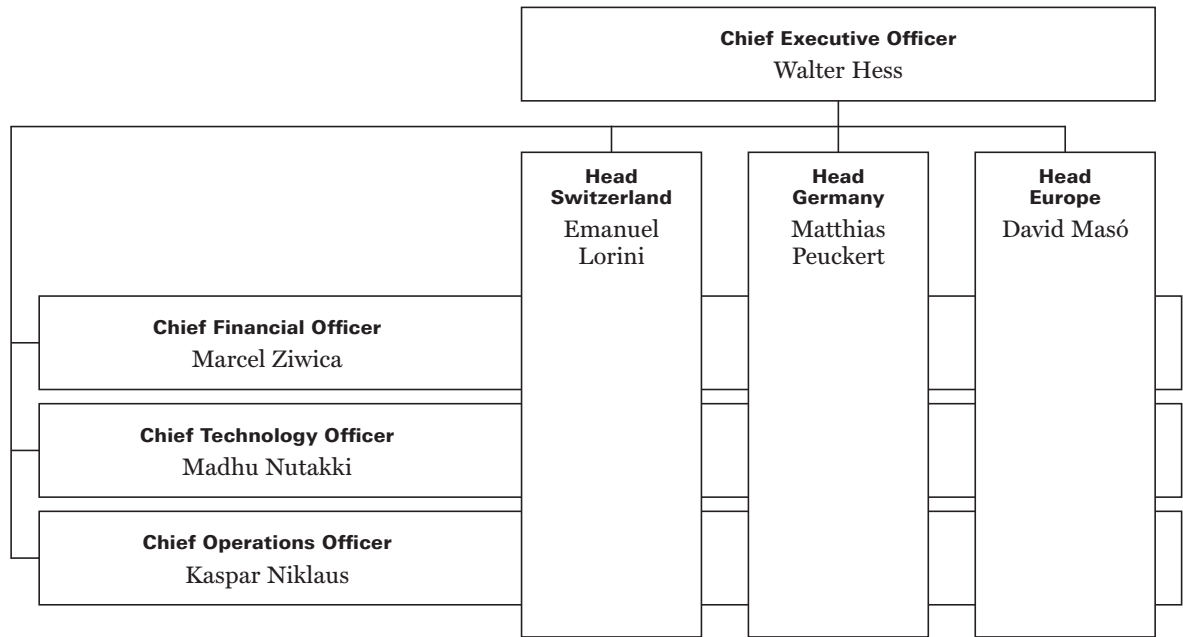 Chief Executive Officer
Walter Hess
Head
Switzerland
Emanuel
Lorini
Head
Germany
Matthias
Peuckert
Head
Europe
David Masó
Chief Financial Officer
Marcel Ziwica
Chief Technology Officer
Madhu Nutakki
Chief Operations Officer
Kaspar Niklaus